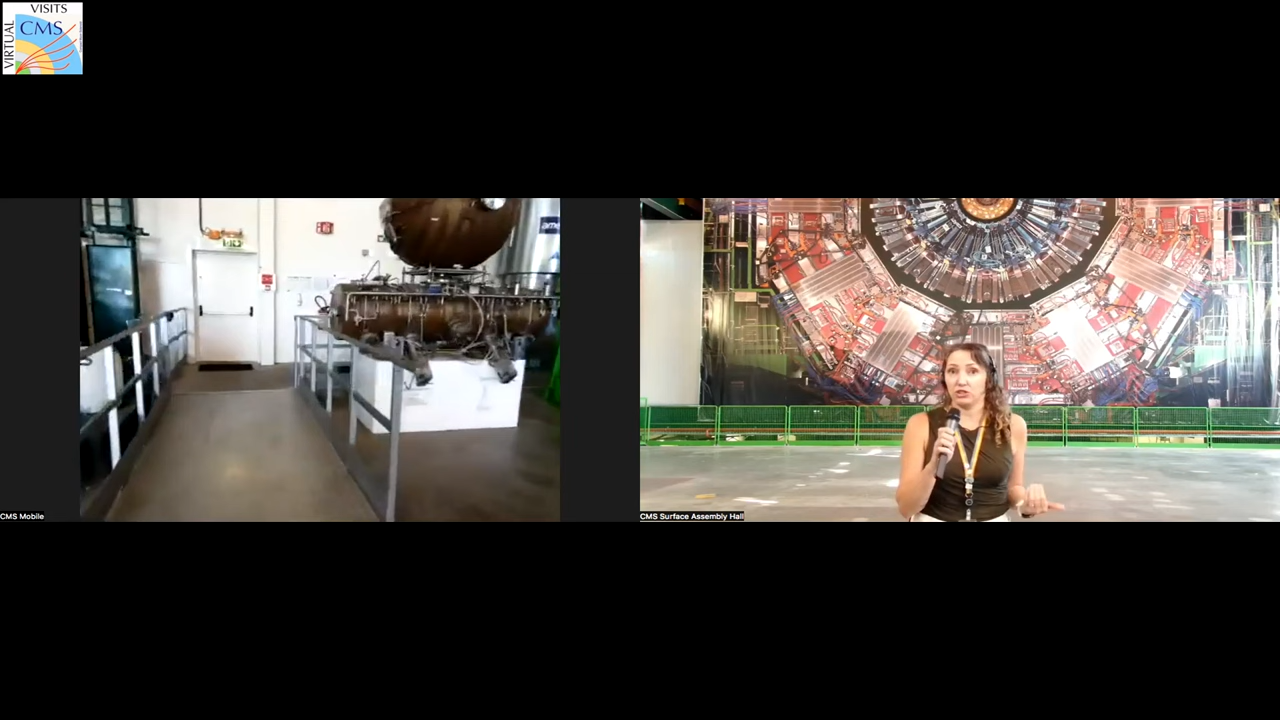 VISITS
CMS
VIRTUAL
CMS Mobile
CMS Surface Assembly Hall